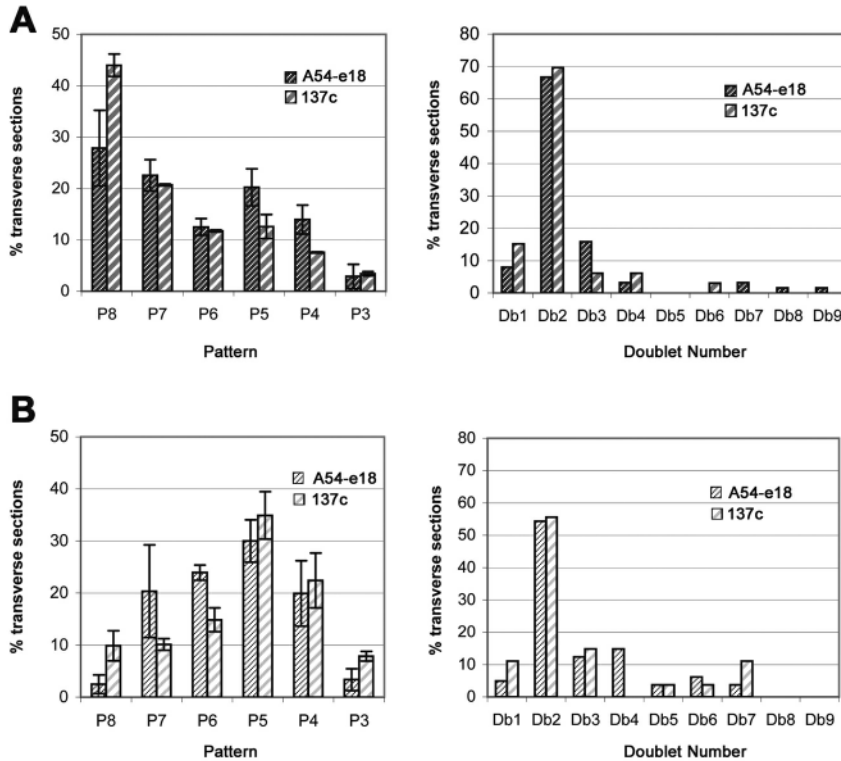 A
50
40
30
20
10
0
% transverse sections
A54-e18
137c
P8 P7 P6 P5 P4 P3
Pattern
80
70
60
50
40
30
20
10
0
% transverse sections
A54-e18
137c
Db1 Db2 Db3 Db4 Db5 Db6 Db7 Db8 Db9
Doublet Number
B
50
40
30
20
10
0
% transverse sections
A54-e18
137c
P8 P7 P6 P5 P4 P3
Pattern
80
70
60
50
40
30
20
10
0
% transverse sections
A54-e18
137c
Db1 Db2 Db3 Db4 Db5 Db6 Db7 Db8 Db9
Doublet Number